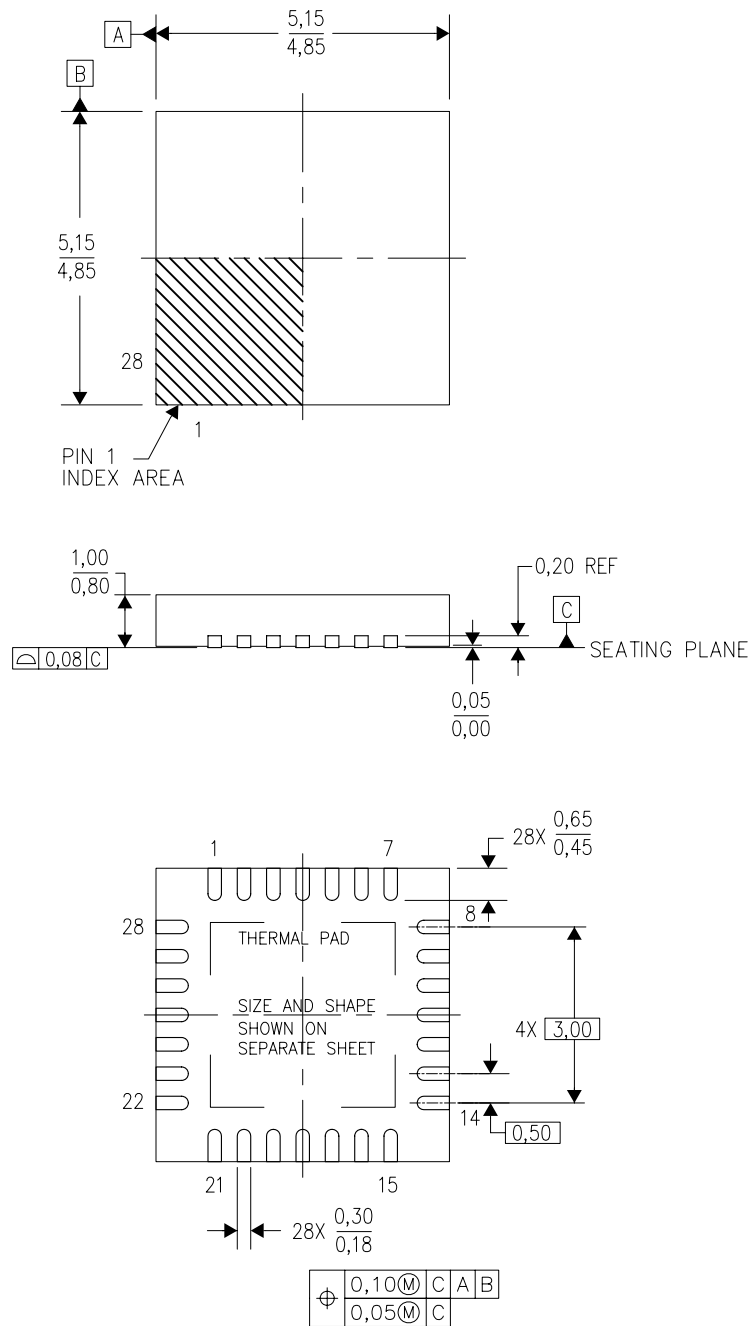 5,15
4,85
A
B
5,15
4,85
28
1
PIN 1
INDEX AREA
1,00
0,80
0,20 REF
C
SEATING PLANE
⌓ 0,08 C
0,05
0,00
28X 0,65
0,45
1
7
8
28
THERMAL PAD
SIZE AND SHAPE
SHOWN ON
SEPARATE SHEET
4X 3,00
22
14
0,50
21
15
28X 0,30
0,18
⌖ 0,10Ⓜ C A B
0,05Ⓜ C